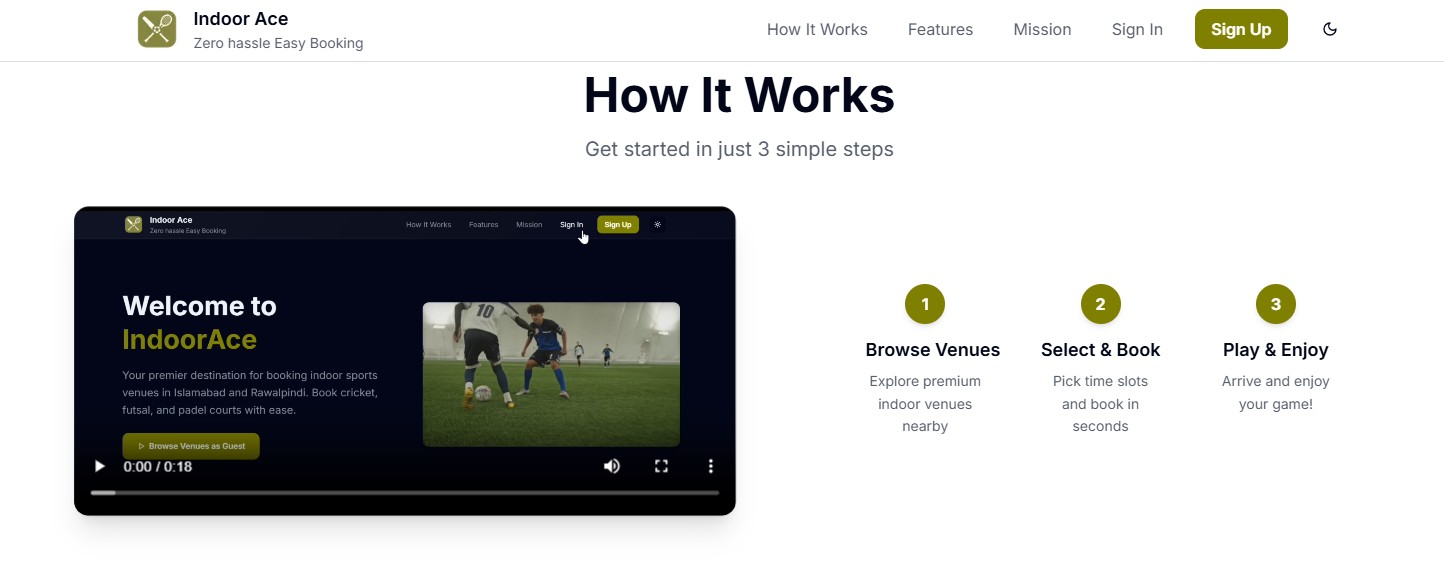 Indoor Ace
Zero hassle Easy Booking
How It Works
Features
Mission
Sign In
Sign Up
How It Works
Get started in just 3 simple steps
Indoor Ace
Zero hassle Easy Booking
How It Works
Features
Mission
Sign In
Sign Up
Welcome to
IndoorAce
Your premier destination for booking indoor sports
venues in Islamabad and Rawalpindi. Book cricket,
futsal, and padel courts with ease.
Browse Venues as Guest
0:00 / 0:18
10
1
Browse Venues
Explore premium
indoor venues
nearby
2
Select & Book
Pick time slots
and book in
seconds
3
Play & Enjoy
Arrive and enjoy
your game!